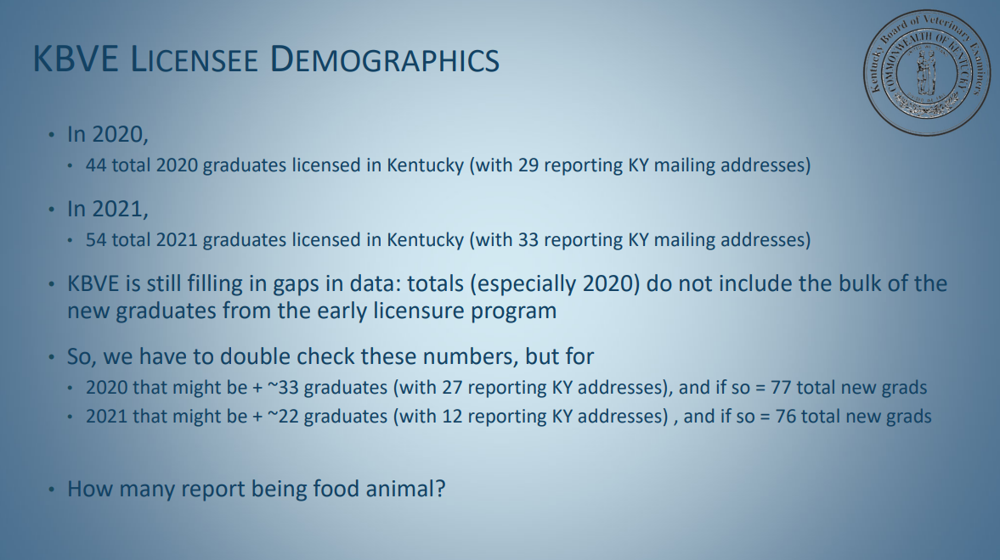 KBVE LICENSEE DEMOGRAPHICS
Kentucky Board of Veterinary Examiners
COMMONWEALTH OF KENTUCKY
• In 2020,
• 44 total 2020 graduates licensed in Kentucky (with 29 reporting KY mailing addresses)
• In 2021,
• 54 total 2021 graduates licensed in Kentucky (with 33 reporting KY mailing addresses)
• KBVE is still filling in gaps in data: totals (especially 2020) do not include the bulk of the
new graduates from the early licensure program
• So, we have to double check these numbers, but for
• 2020 that might be + ~33 graduates (with 27 reporting KY addresses), and if so = 77 total new grads
• 2021 that might be + ~22 graduates (with 12 reporting KY addresses) , and if so = 76 total new grads
• How many report being food animal?